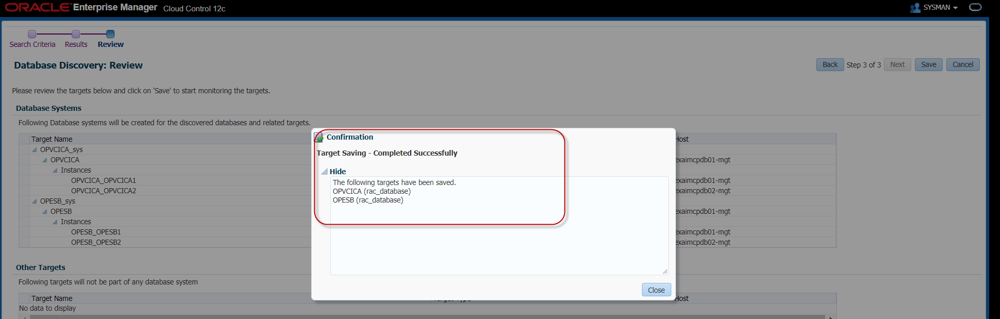 ORACLE Enterprise Manager Cloud Control 12c
SYSMAN
Search Criteria Results Review
Database Discovery: Review
Back Step 3 of 3 Next Save Cancel
Please review the targets below and click on 'Save' to start monitoring the targets.
Database Systems
Following Database systems will be created for the discovered databases and related targets.
Target Name Host
OPVCICA_sys
OPVCICA exaimcpdb01-mgt
Instances
OPVCICA_OPVCICA1 exaimcpdb01-mgt
OPVCICA_OPVCICA2 exaimcpdb02-mgt
OPESB_sys
OPESB exaimcpdb01-mgt
Instances
OPESB_OPESB1 exaimcpdb01-mgt
OPESB_OPESB2 exaimcpdb02-mgt
Confirmation
Target Saving - Completed Successfully
Hide
The following targets have been saved.
OPVCICA (rac_database)
OPESB (rac_database)
Close
Other Targets
Following targets will not be part of any database system
Target Name Target Type Host
No data to display